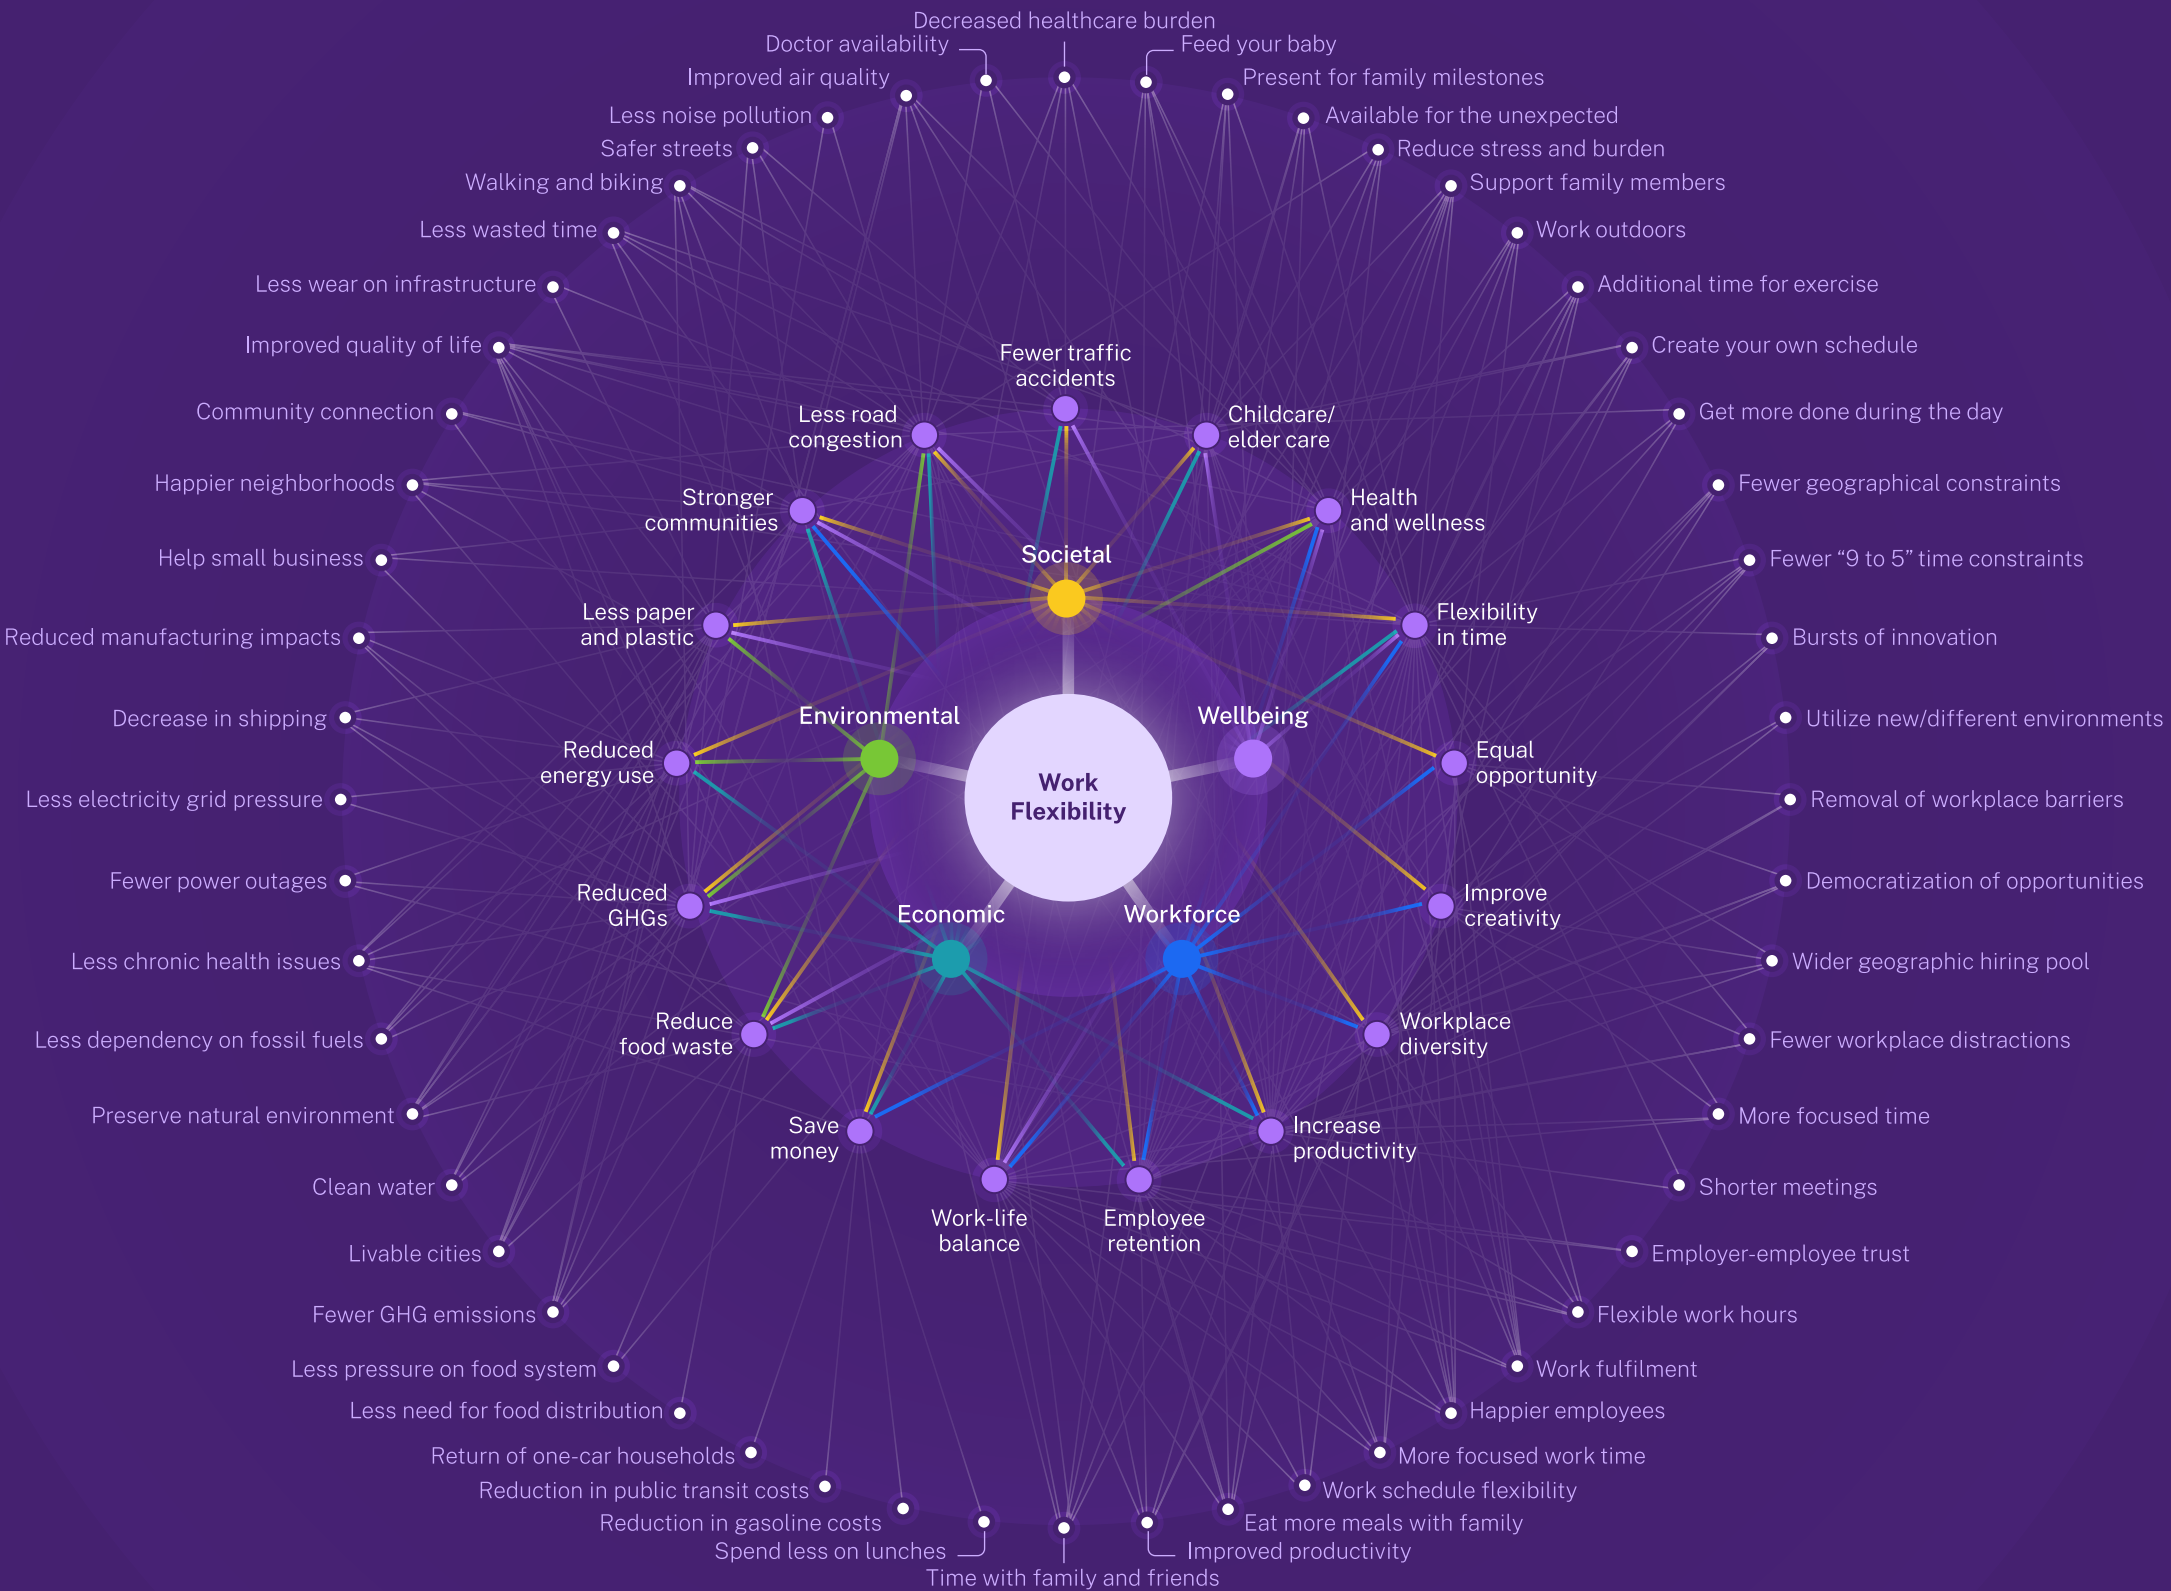 Decreased healthcare burden
Doctor availability
Feed your baby
Improved air quality
Present for family milestones
Less noise pollution
Available for the unexpected
Safer streets
Reduce stress and burden
Walking and biking
Support family members
Less wasted time
Work outdoors
Less wear on infrastructure
Additional time for exercise
Improved quality of life
Create your own schedule
Fewer traffic
accidents
Community connection
Get more done during the day
Less road
congestion
Childcare/
elder care
Happier neighborhoods
Fewer geographical constraints
Stronger
communities
Health
and wellness
Societal
Help small business
Fewer “9 to 5” time constraints
Less paper
and plastic
Flexibility
in time
Reduced manufacturing impacts
Bursts of innovation
Environmental
Wellbeing
Decrease in shipping
Utilize new/different environments
Reduced
energy use
Equal
opportunity
Work
Flexibility
Less electricity grid pressure
Removal of workplace barriers
Fewer power outages
Democratization of opportunities
Reduced
GHGs
Improve
creativity
Economic
Workforce
Less chronic health issues
Wider geographic hiring pool
Reduce
food waste
Workplace
diversity
Less dependency on fossil fuels
Fewer workplace distractions
Preserve natural environment
More focused time
Save
money
Increase
productivity
Clean water
Shorter meetings
Work-life
balance
Employee
retention
Livable cities
Employer-employee trust
Fewer GHG emissions
Flexible work hours
Less pressure on food system
Work fulfilment
Less need for food distribution
Happier employees
Return of one-car households
More focused work time
Reduction in public transit costs
Work schedule flexibility
Reduction in gasoline costs
Eat more meals with family
Spend less on lunches
Improved productivity
Time with family and friends